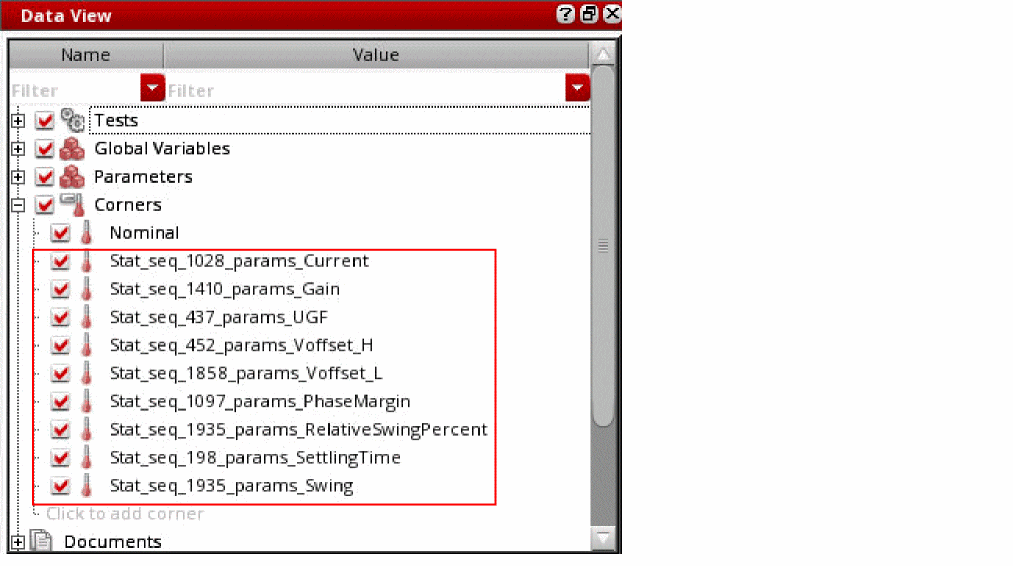 Data View
Name Value
Filter Filter
Tests
Global Variables
Parameters
Corners
Nominal
Stat_seq_1028_params_Current
Stat_seq_1410_params_Gain
Stat_seq_437_params_UGF
Stat_seq_452_params_Voffset_H
Stat_seq_1858_params_Voffset_L
Stat_seq_1097_params_PhaseMargin
Stat_seq_1935_params_RelativeSwingPercent
Stat_seq_198_params_SettlingTime
Stat_seq_1935_params_Swing
Click to add corner
Documents